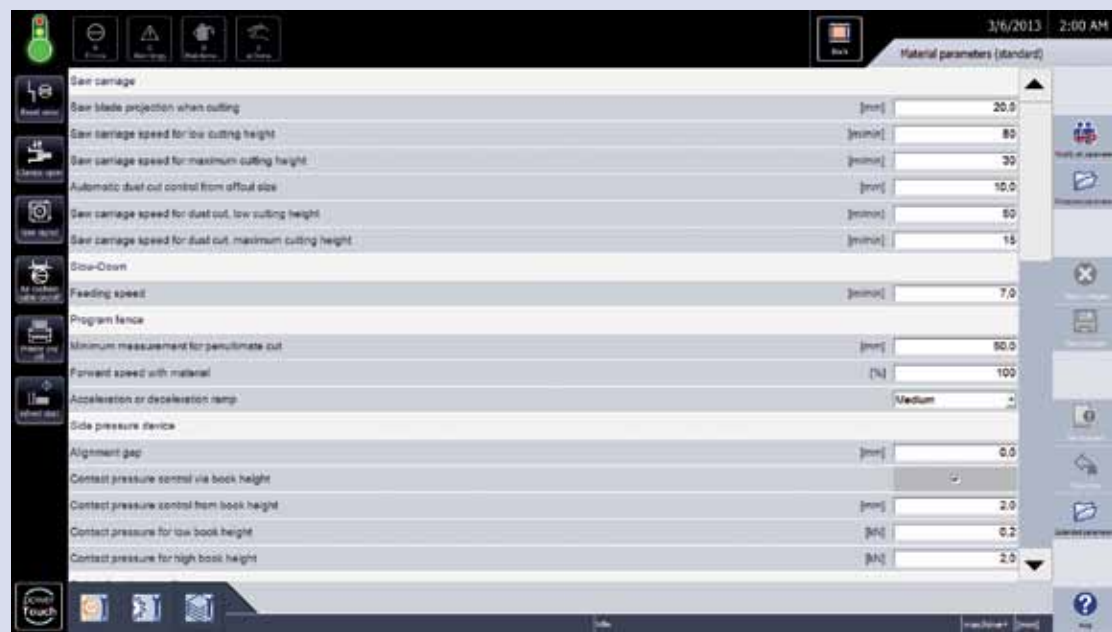 3/6/2013 2:00 AM
Back
Material parameters (standard)
Saw carriage
Saw blade projection when cutting [mm] 20,0
Saw carriage speed for low cutting height [m/min] 80
Saw carriage speed for maximum cutting height [m/min] 30
Automatic dust cut control from offcut size [mm] 10,0
Saw carriage speed for dust cut, low cutting height [m/min] 50
Saw carriage speed for dust cut, maximum cutting height [m/min] 15
Slow-Down
Feeding speed [m/min] 7,0
Program fence
Minimum measurement for penultimate cut [mm] 50,0
Forward speed with material [%] 100
Acceleration or deceleration ramp Medium
Side pressure device
Alignment gap [mm] 0,0
Contact pressure control via book height
Contact pressure control from book height [mm] 2,0
Contact pressure for low book height [kN] 0,2
Contact pressure for high book height [kN] 2,0
power Touch
Idle
machine+ [mm]
Help